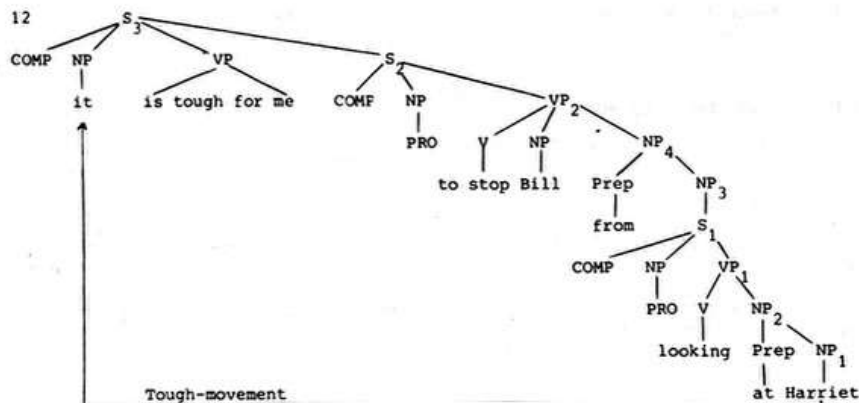 12 S3
COMP NP VP S2
it is tough for me COMP NP VP2
PRO V NP NP4
to stop Bill Prep NP3
from S1
COMP NP VP1
PRO V NP2
looking Prep NP1
at Harriet
Tough-movement